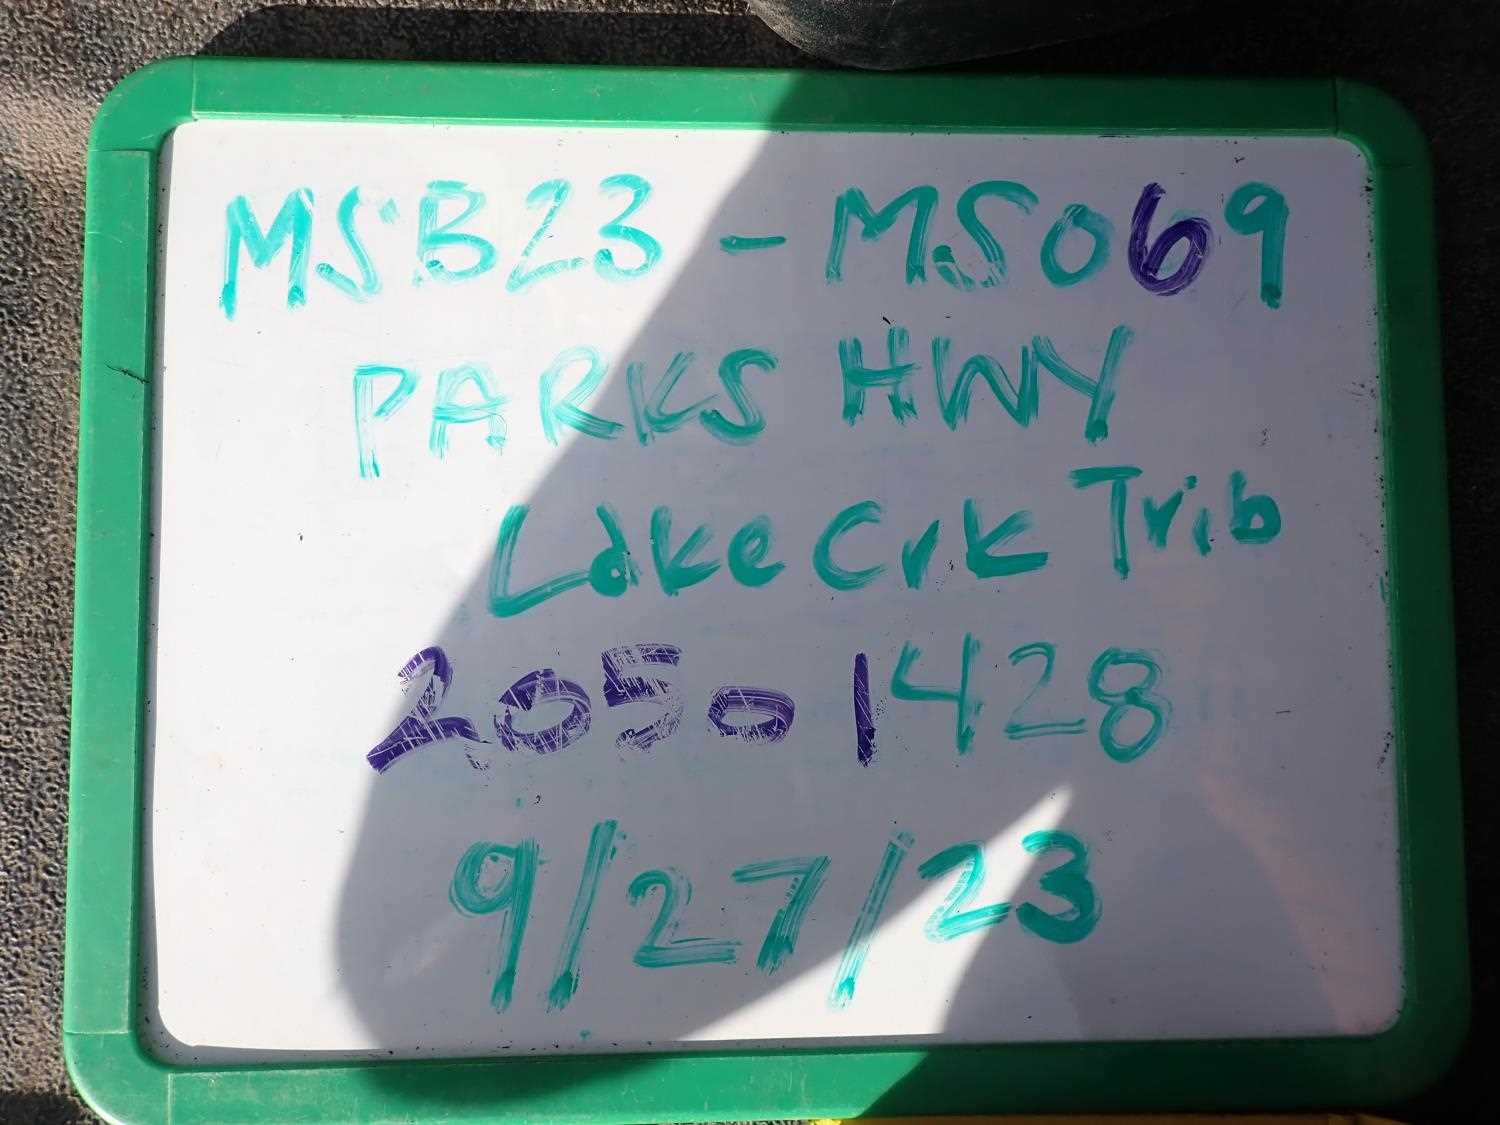 MSB23 - MS069
PARKS HWY
Lake Crk Trib
20501428
9/27/23